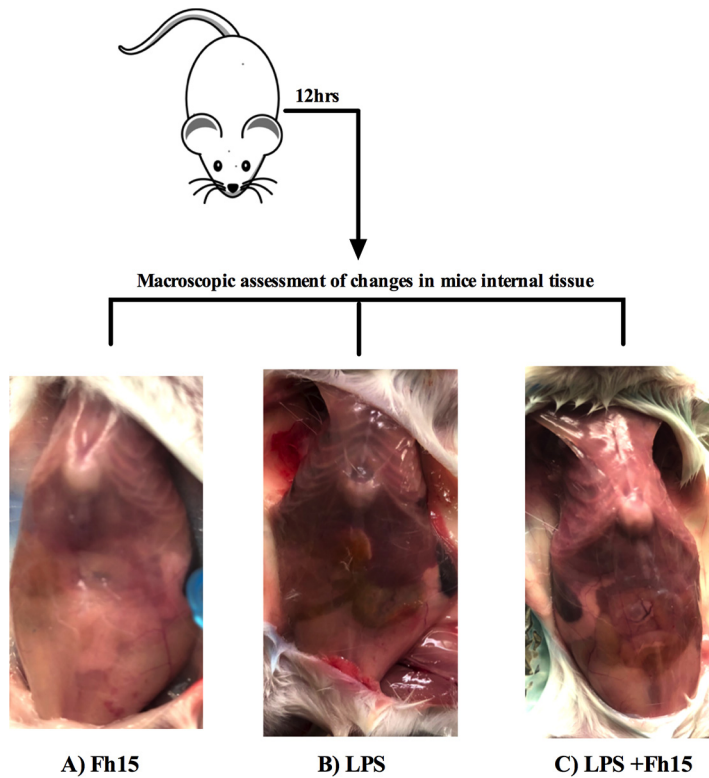 12hrs
Macroscopic assessment of changes in mice internal tissue
A) Fh15
B) LPS
C) LPS +Fh15